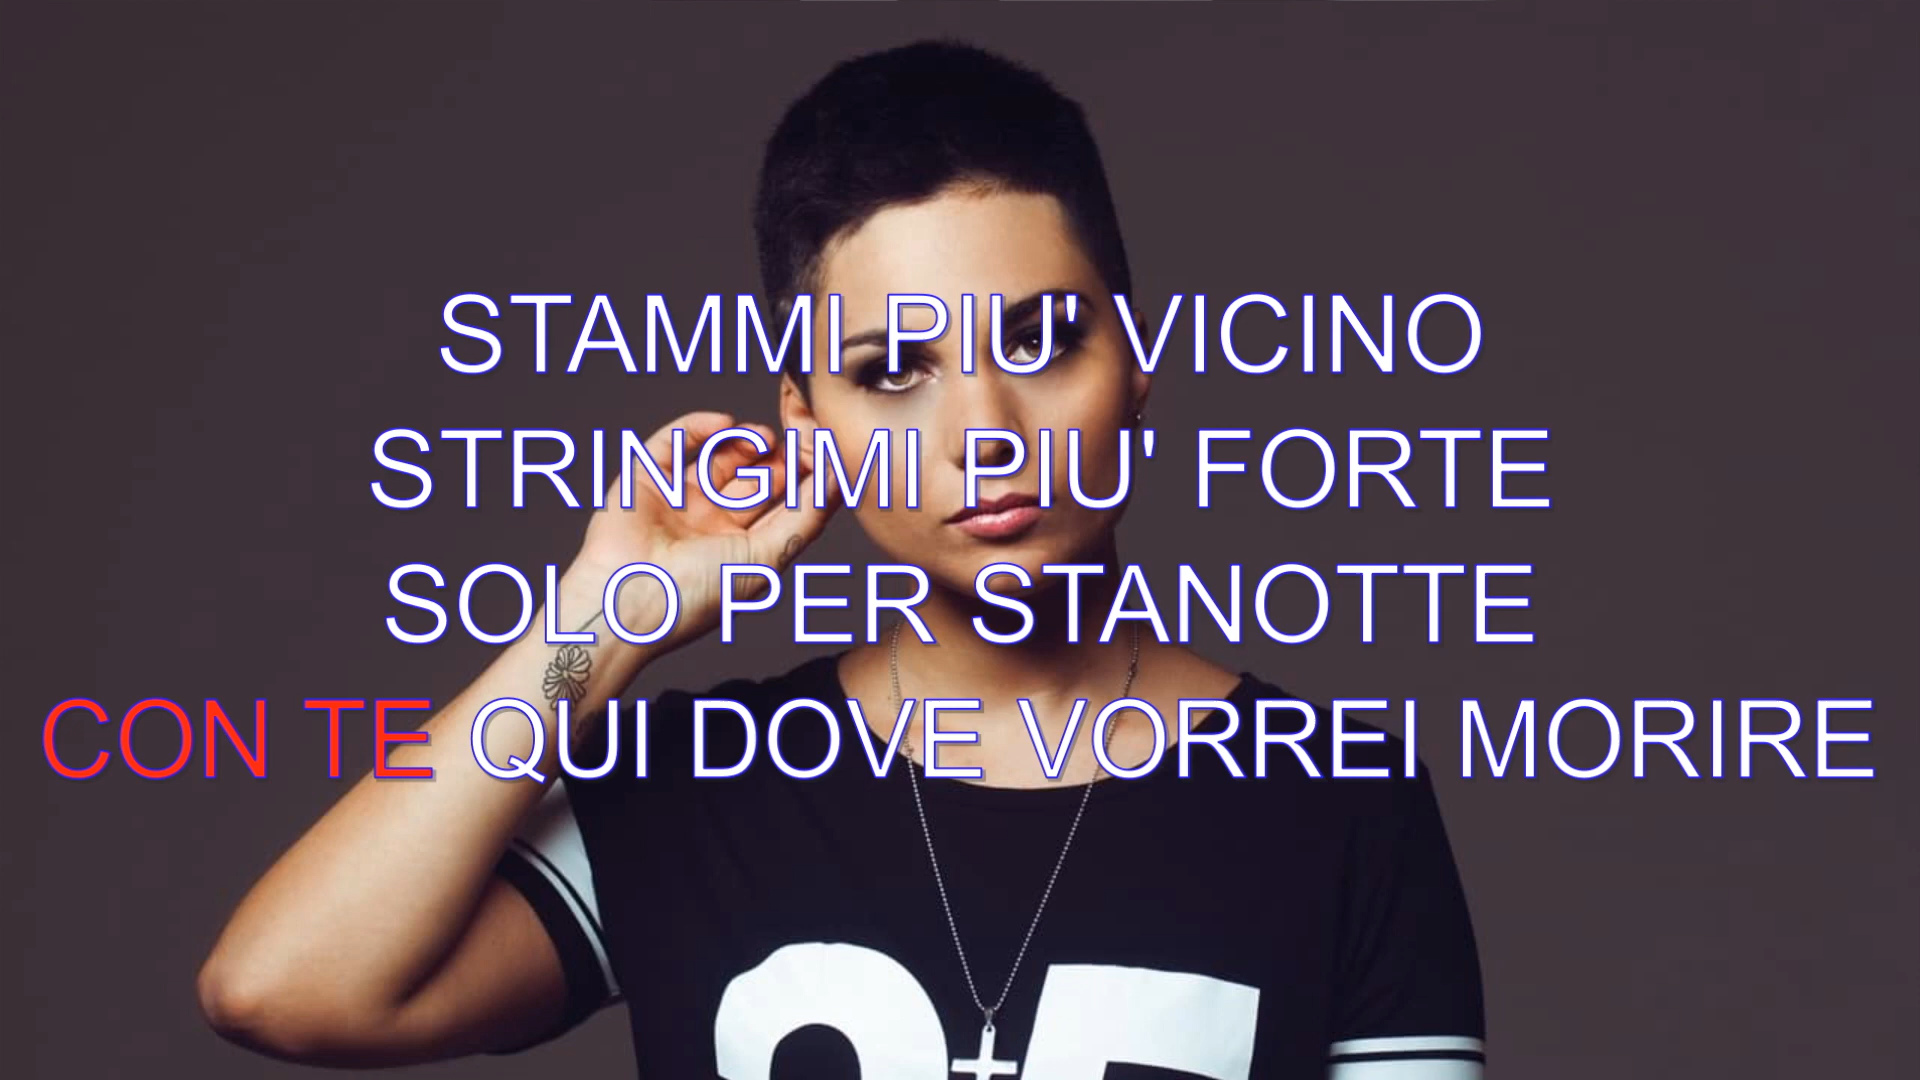 STAMMI PIU' VICINO
STRINGIMI PIU' FORTE
SOLO PER STANOTTE
CON TE QUI DOVE VORREI MORIRE